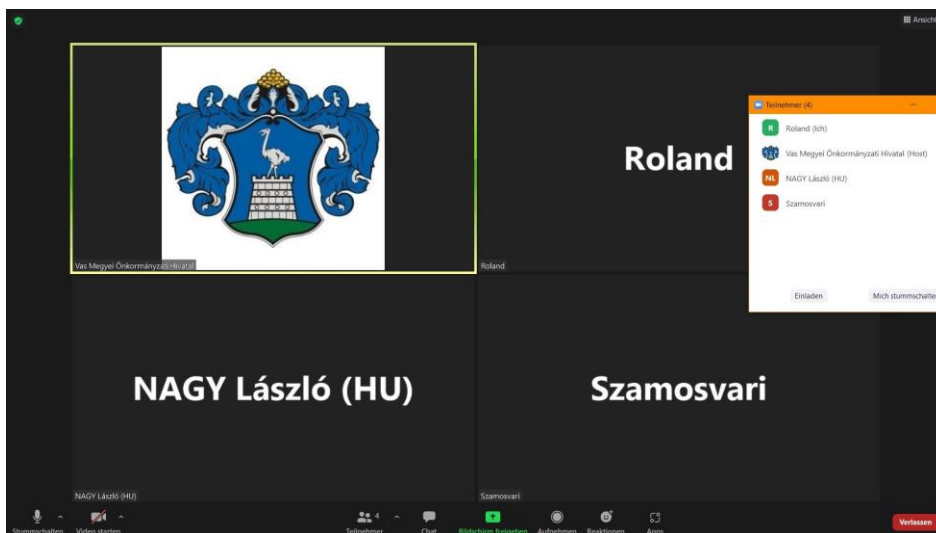 Ansicht
Vas Megyei Önkormányzati Hivatal
Roland
Roland
Teilnehmer (4)
R Roland (Ich)
Vas Megyei Önkormányzati Hivatal (Host)
NL NAGY László (HU)
S Szamosvari
Einladen Mich stummschalten
NAGY László (HU)
NAGY László (HU)
Szamosvari
Szamosvari
Stummschalten Video starten Teilnehmer 4 Chat Bildschirm freigeben Aufnehmen Reaktionen Apps Verlassen